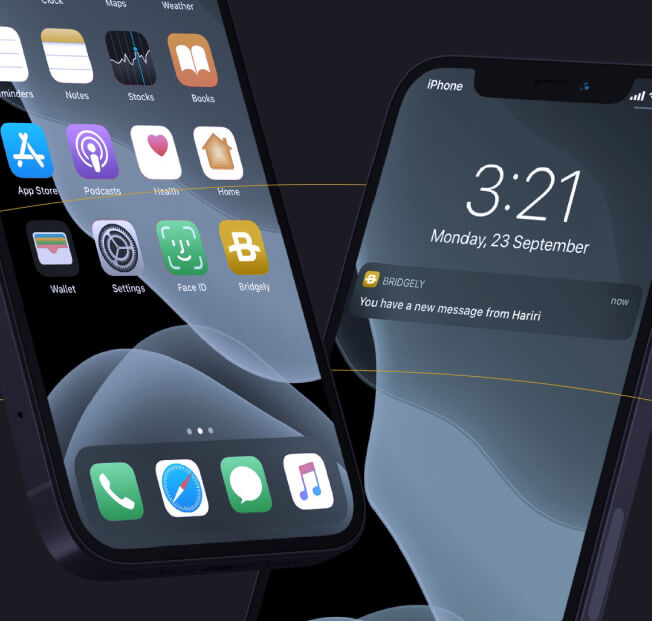 Clock
Maps
Weather
minders
Notes
Stocks
Books
App Store
Podcasts
Health
Home
Wallet
Settings
Face ID
Bridgely
iPhone
3:21
Monday, 23 September
BRIDGELY
now
You have a new message from Hariri